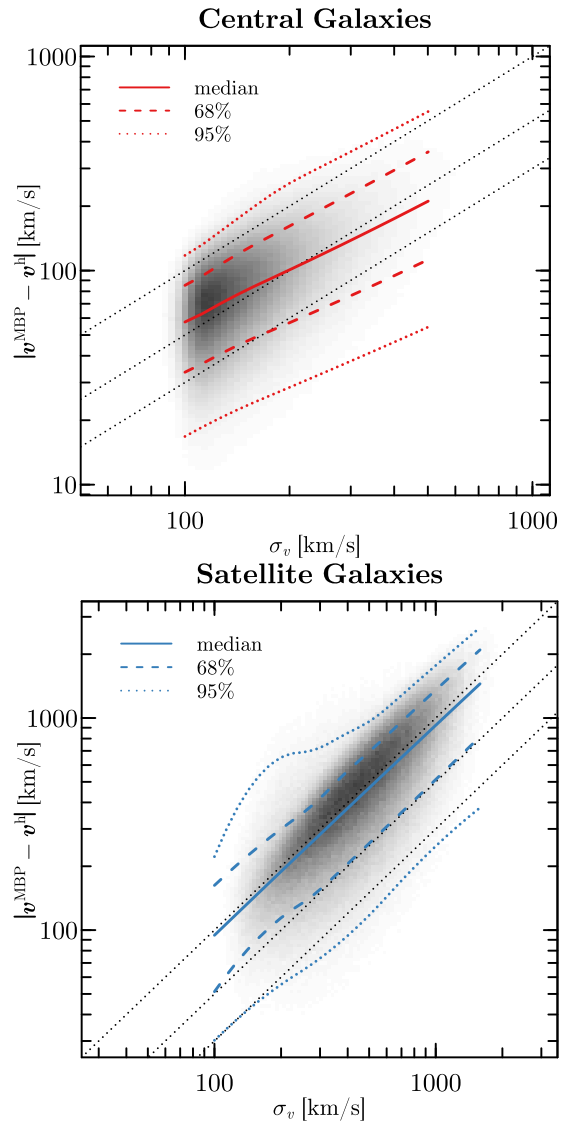 Central Galaxies
1000
100
10
|v^MBP − v^h| [km/s]
median
68%
95%
100
1000
σ_v [km/s]
Satellite Galaxies
1000
100
|v^MBP − v^h| [km/s]
median
68%
95%
100
1000
σ_v [km/s]